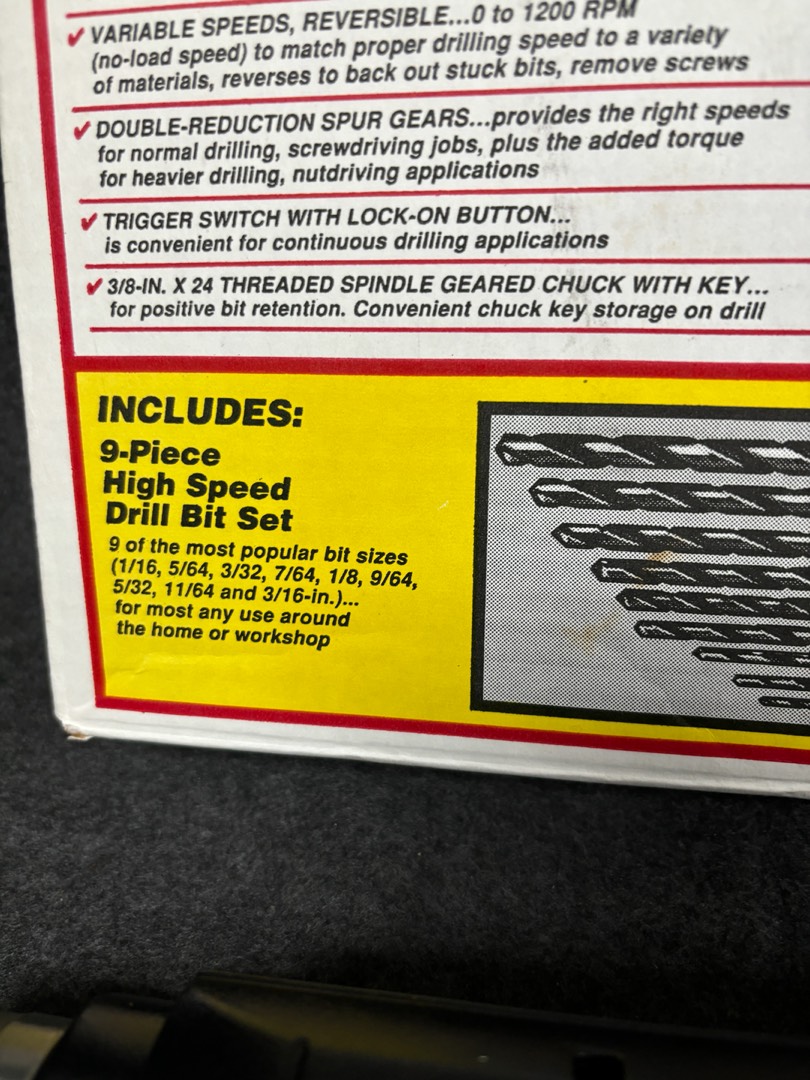 VARIABLE SPEEDS, REVERSIBLE...0 to 1200 RPM
(no-load speed) to match proper drilling speed to a variety
of materials, reverses to back out stuck bits, remove screws
DOUBLE-REDUCTION SPUR GEARS...provides the right speeds
for normal drilling, screwdriving jobs, plus the added torque
for heavier drilling, nutdriving applications
TRIGGER SWITCH WITH LOCK-ON BUTTON...
is convenient for continuous drilling applications
3/8-IN. X 24 THREADED SPINDLE GEARED CHUCK WITH KEY...
for positive bit retention. Convenient chuck key storage on drill
INCLUDES:
9-Piece
High Speed
Drill Bit Set
9 of the most popular bit sizes
(1/16, 5/64, 3/32, 7/64, 1/8, 9/64,
5/32, 11/64 and 3/16-in.)...
for most any use around
the home or workshop